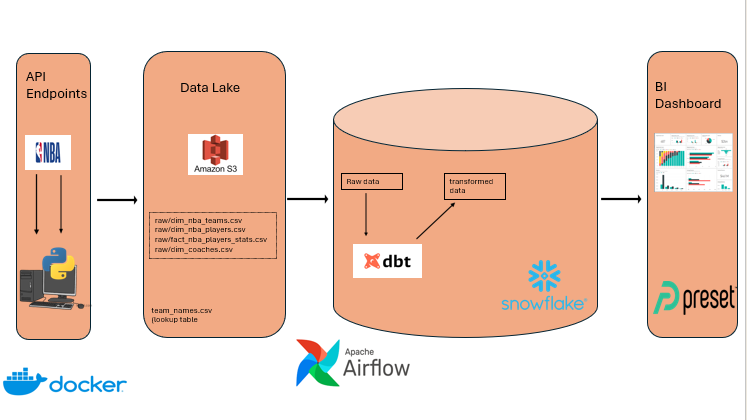 API
Endpoints
NBA
Data Lake
Amazon S3
raw/dim_nba_teams.csv
raw/dim_nba_players.csv
raw/fact_nba_players_stats.csv
raw/dim_coaches.csv
team_names.csv
(lookup table
Raw data
transformed
data
dbt
snowflake®
BI
Dashboard
preset
docker
Apache
Airflow